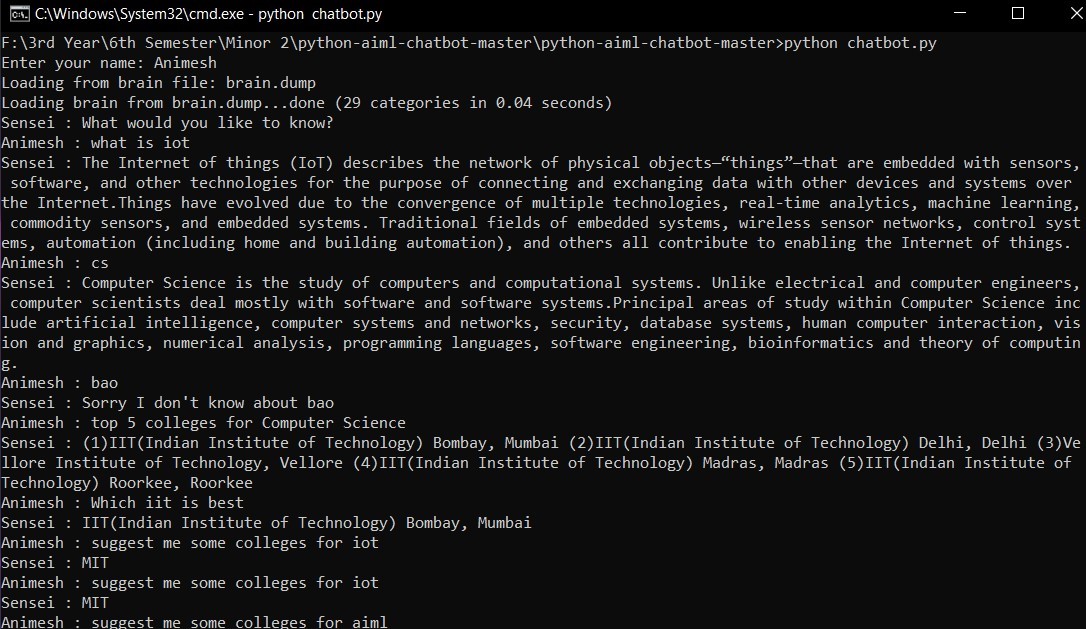 C:\Windows\System32\cmd.exe - python  chatbot.py
F:\3rd Year\6th Semester\Minor 2\python-aiml-chatbot-master\python-aiml-chatbot-master>python chatbot.py
Enter your name: Animesh
Loading from brain file: brain.dump
Loading brain from brain.dump...done (29 categories in 0.04 seconds)
Sensei : What would you like to know?
Animesh : what is iot
Sensei : The Internet of things (IoT) describes the network of physical objects—“things”—that are embedded with sensors,
 software, and other technologies for the purpose of connecting and exchanging data with other devices and systems over
the Internet.Things have evolved due to the convergence of multiple technologies, real-time analytics, machine learning,
 commodity sensors, and embedded systems. Traditional fields of embedded systems, wireless sensor networks, control syst
ems, automation (including home and building automation), and others all contribute to enabling the Internet of things.
Animesh : cs
Sensei : Computer Science is the study of computers and computational systems. Unlike electrical and computer engineers,
 computer scientists deal mostly with software and software systems.Principal areas of study within Computer Science inc
lude artificial intelligence, computer systems and networks, security, database systems, human computer interaction, vis
ion and graphics, numerical analysis, programming languages, software engineering, bioinformatics and theory of computin
g.
Animesh : bao
Sensei : Sorry I don't know about bao
Animesh : top 5 colleges for Computer Science
Sensei : (1)IIT(Indian Institute of Technology) Bombay, Mumbai (2)IIT(Indian Institute of Technology) Delhi, Delhi (3)Ve
llore Institute of Technology, Vellore (4)IIT(Indian Institute of Technology) Madras, Madras (5)IIT(Indian Institute of
Technology) Roorkee, Roorkee
Animesh : Which iit is best
Sensei : IIT(Indian Institute of Technology) Bombay, Mumbai
Animesh : suggest me some colleges for iot
Sensei : MIT
Animesh : suggest me some colleges for iot
Sensei : MIT
Animesh : suggest me some colleges for aiml